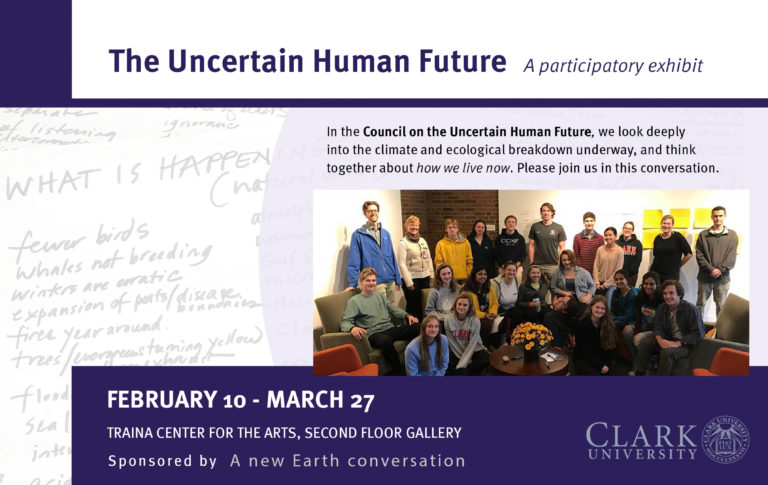 The Uncertain Human Future A participatory exhibit
separate
of listening
ignorance
WHAT IS HAPPENING
(natural
fewer birds
whales not breeding
winters are erratic
expansion of pests/disease
boundaries
fire year around
trees/evergreens turning yellow
In the Council on the Uncertain Human Future, we look deeply
into the climate and ecological breakdown underway, and think
together about how we live now. Please join us in this conversation.
CLARK
FEBRUARY 10 - MARCH 27
TRAINA CENTER FOR THE ARTS, SECOND FLOOR GALLERY
Sponsored by A new Earth conversation
CLARK
UNIVERSITY